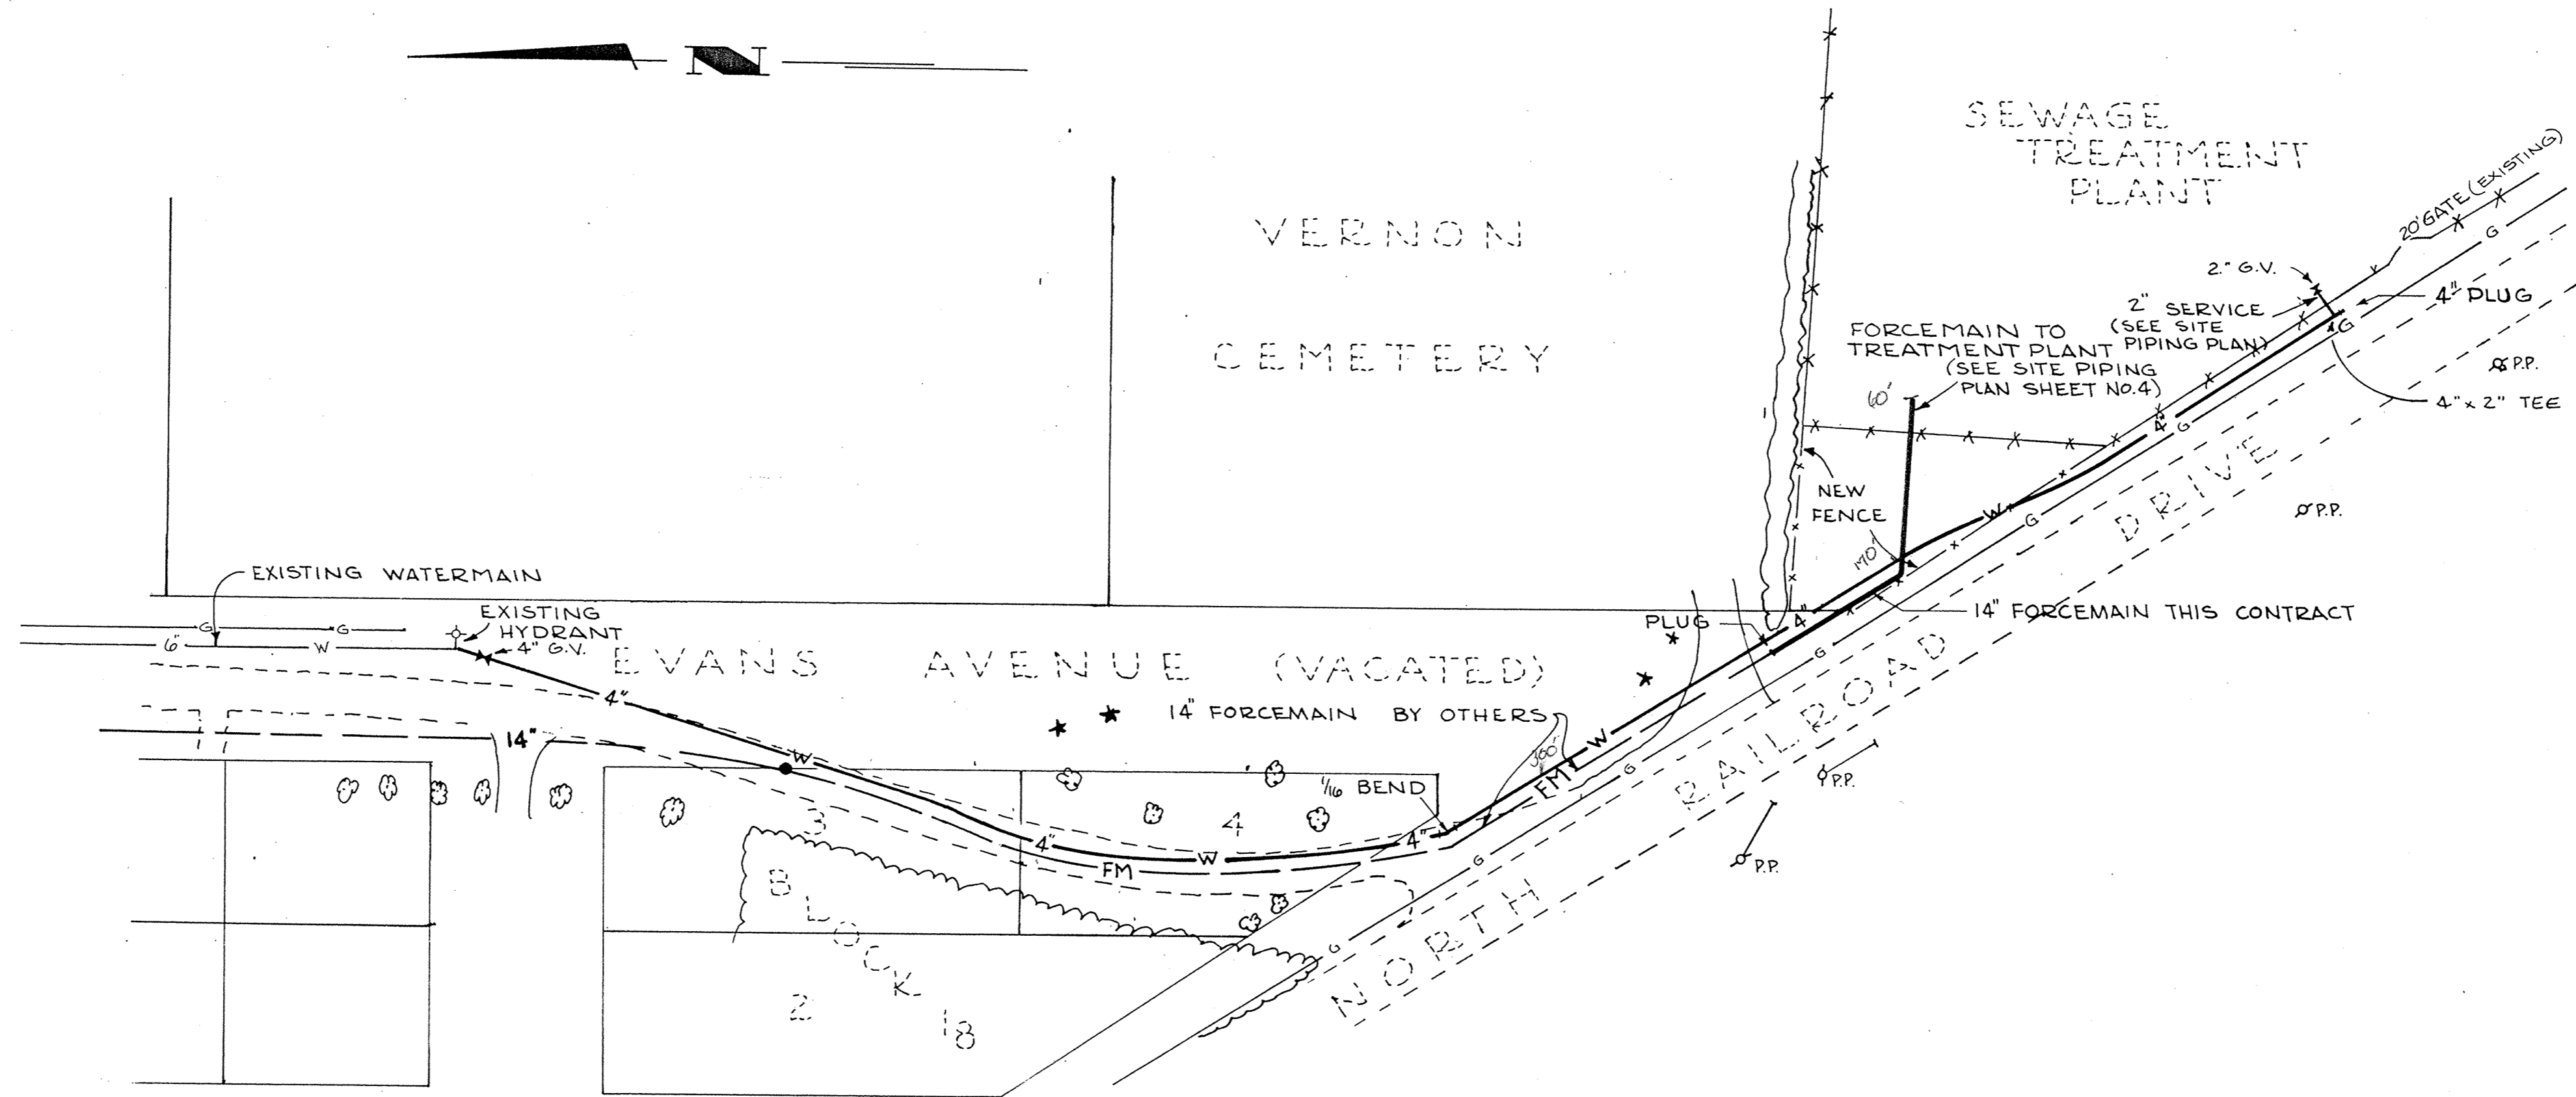 N
SEWAGE
TREATMENT
PLANT
VERNON
CEMETERY
20' GATE (EXISTING)
G
2" G.V.
2" SERVICE
(SEE SITE
PIPING PLAN)
4" PLUG
G
P.P.
4" x 2" TEE
FORCEMAIN TO
TREATMENT PLANT
(SEE SITE PIPING
PLAN SHEET NO.4)
60'
4"
G
NEW
FENCE
W
G
P.P.
170'
DRIVE
EXISTING WATERMAIN
EXISTING
HYDRANT
4" G.V.
G
G
6"
W
EVANS AVENUE (VACATED)
PLUG
4"
14" FORCEMAIN THIS CONTRACT
G
4"
14" FORCEMAIN BY OTHERS
14"
W
W
360'
FM
G
RAILROAD
P.P.
1/16 BEND
3
4
4"
W
4"
FM
G
P.P.
BLOCK 18
2
G
NORTH